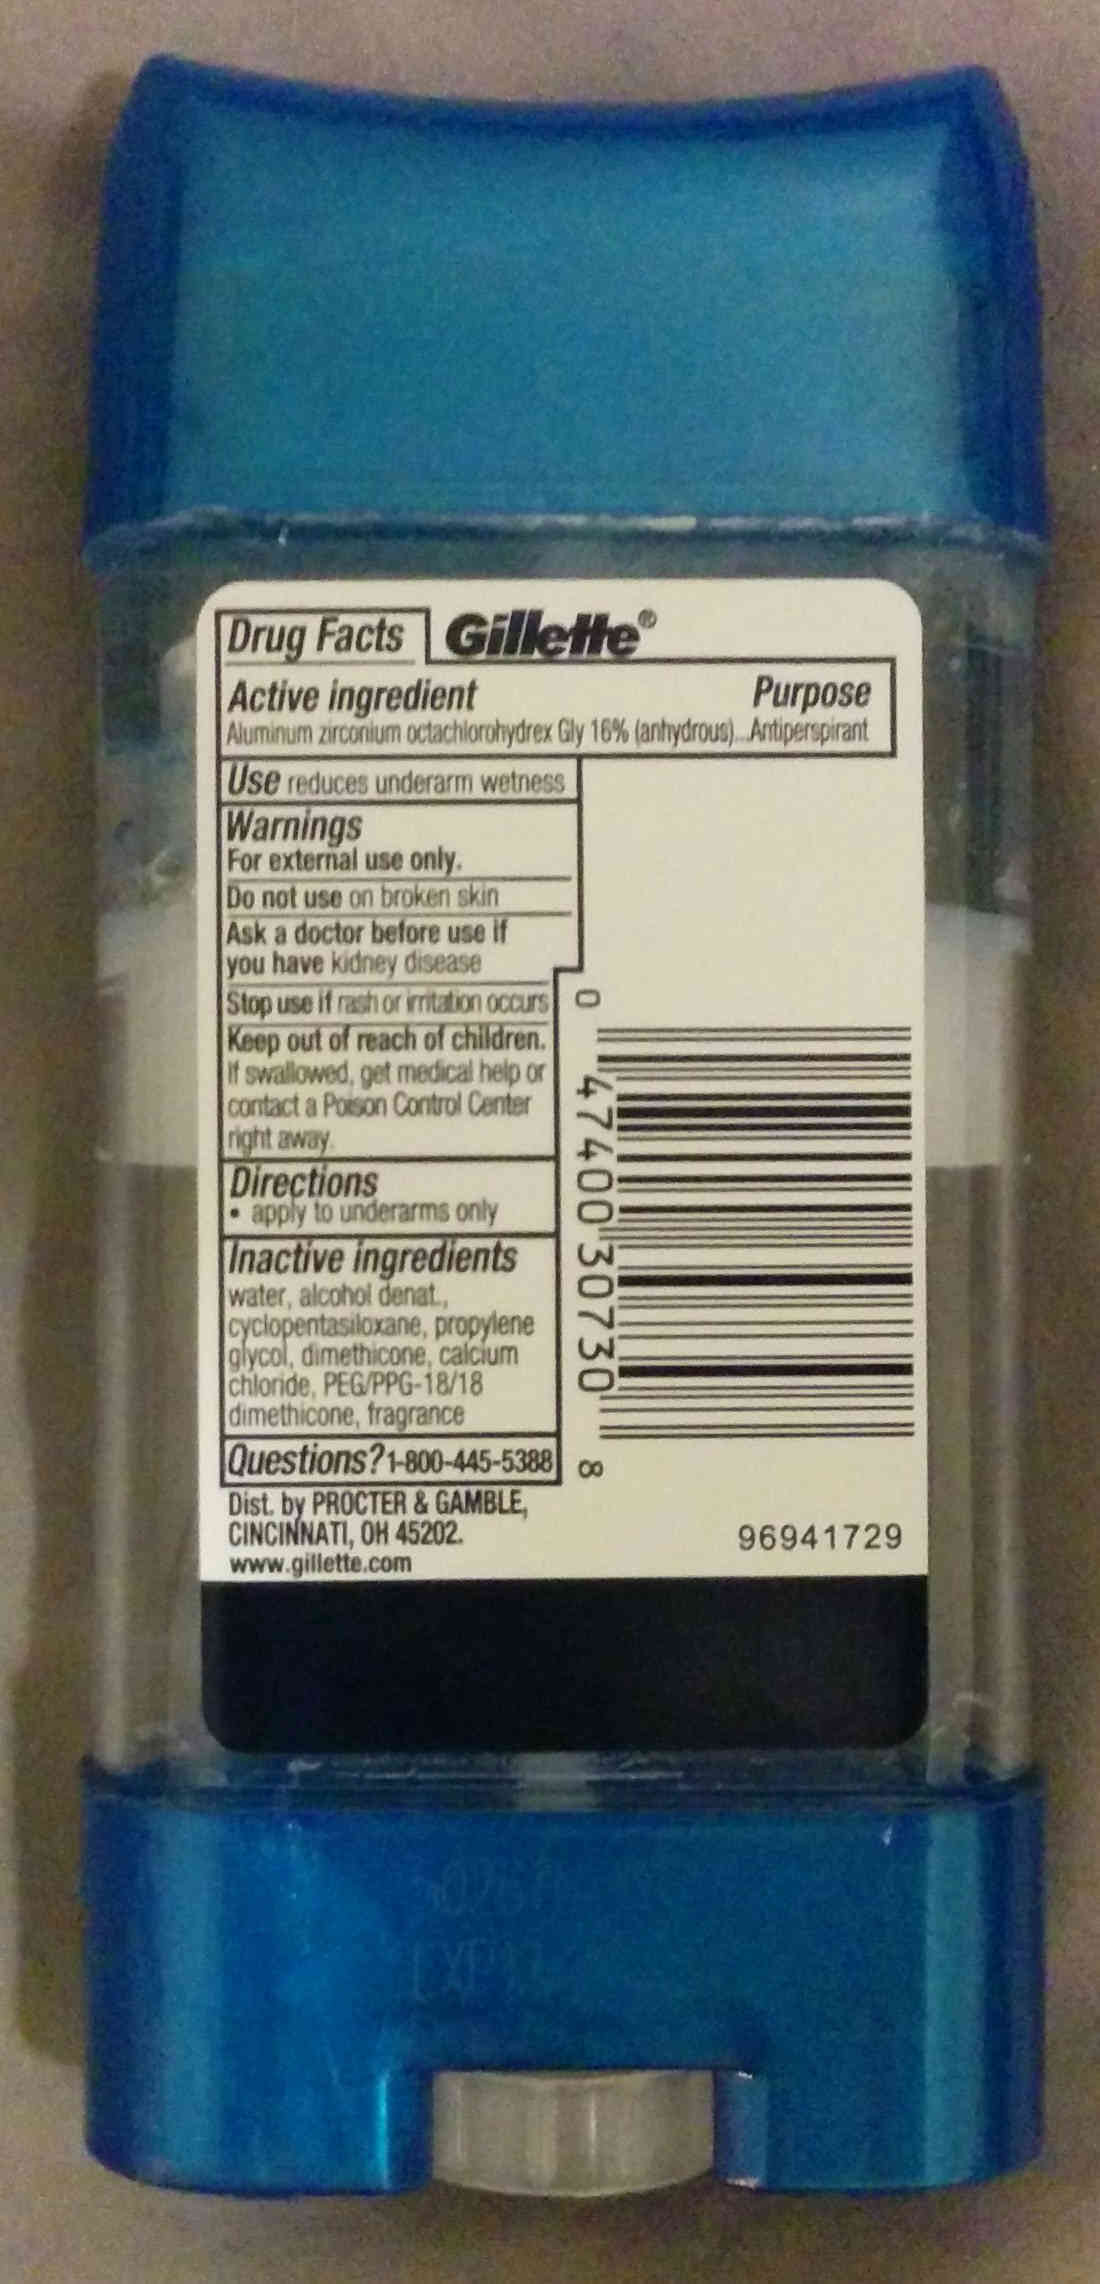 Drug Facts Gillette®
Active ingredient Purpose
Aluminum zirconium octachlorohydrex Gly 16% (anhydrous)...Antiperspirant
Use reduces underarm wetness
Warnings
For external use only.
Do not use on broken skin
Ask a doctor before use if
you have kidney disease
Stop use if rash or irritation occurs
Keep out of reach of children.
If swallowed, get medical help or
contact a Poison Control Center
right away.
Directions
• apply to underarms only
Inactive ingredients
water, alcohol denat.,
cyclopentasiloxane, propylene
glycol, dimethicone, calcium
chloride, PEG/PPG-18/18
dimethicone, fragrance
Questions? 1-800-445-5388
Dist. by PROCTER & GAMBLE,
CINCINNATI, OH 45202.
www.gillette.com
0 47400 30730 8
96941729